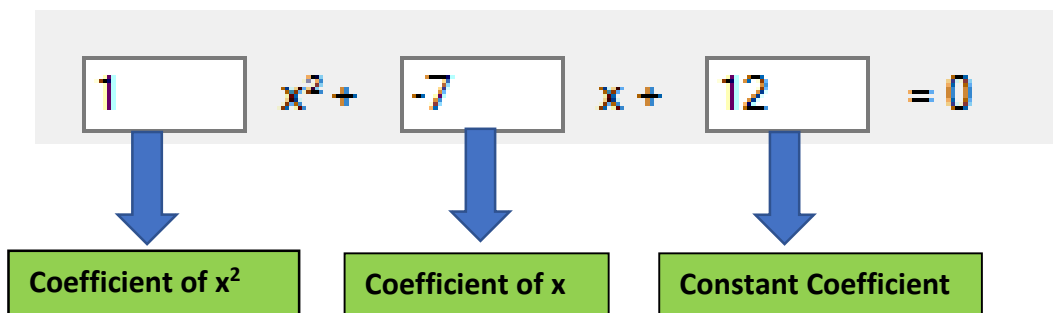 1 x² + -7 x + 12 = 0
Coefficient of x² Coefficient of x Constant Coefficient